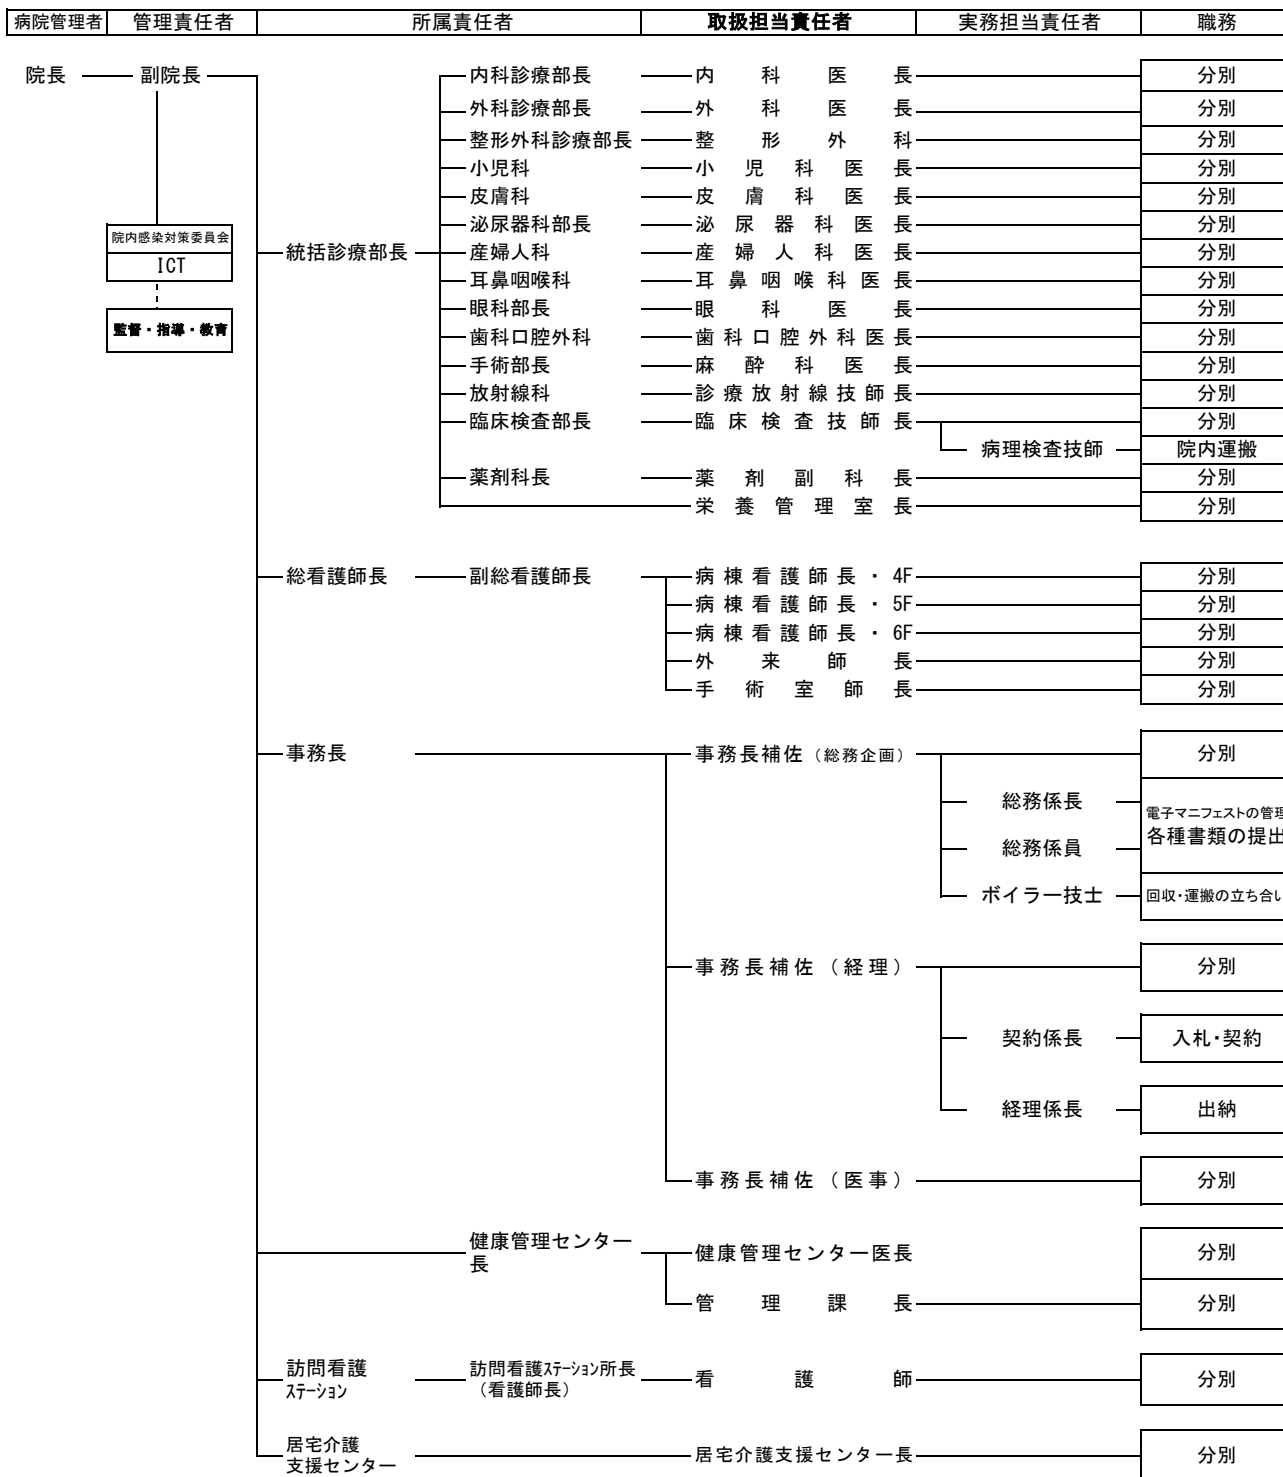 病院管理者 管理責任者 所属責任者 取扱担当責任者 実務担当責任者 職務
院長 副院長 内科診療部長 内科医長 分別
外科診療部長 外科医長 分別
整形外科診療部長 整形外科 分別
小児科 小児科医長 分別
皮膚科 皮膚科医長 分別
泌尿器科部長 泌尿器科医長 分別
院内感染対策委員会
統括診療部長 産婦人科 産婦人科医長 分別
ICT
耳鼻咽喉科 耳鼻咽喉科医長 分別
眼科部長 眼科医長 分別
監督・指導・教育
歯科口腔外科 歯科口腔外科医長 分別
手術部長 麻酔科医長 分別
放射線科 診療放射線技師長 分別
臨床検査部長 臨床検査技師長 分別
病理検査技師 院内運搬
薬剤科長 薬剤副科長 分別
栄養管理室長 分別
総看護師長 副総看護師長 病棟看護師長・4F 分別
病棟看護師長・5F 分別
病棟看護師長・6F 分別
外来師長 分別
手術室師長 分別
事務長 事務長補佐（総務企画） 分別
総務係長
電子マニフェストの管理
各種書類の提出
総務係員
ボイラー技士 回収・運搬の立ち合い
事務長補佐（経理） 分別
契約係長 入札・契約
経理係長 出納
事務長補佐（医事） 分別
健康管理センター
長
健康管理センター医長 分別
管理課長 分別
訪問看護
ステーション
訪問看護ステーション所長
（看護師長）
看護師 分別
居宅介護
支援センター
居宅介護支援センター長 分別